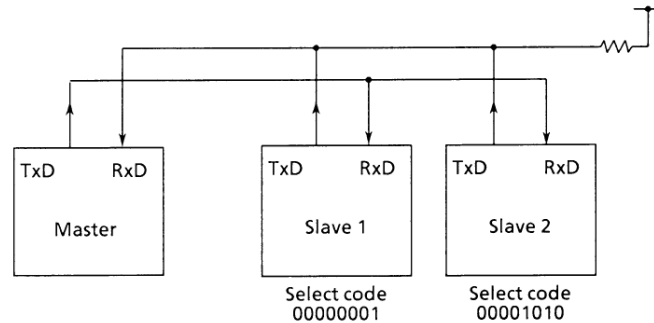 TxD RxD
Master
TxD RxD
Slave 1
Select code
00000001
TxD RxD
Slave 2
Select code
00001010